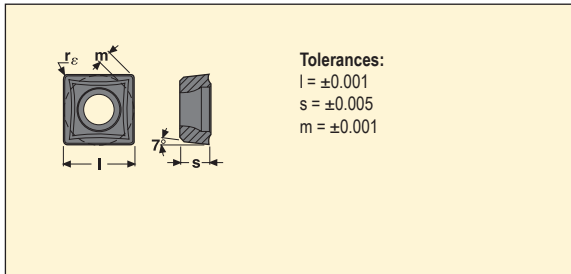 rε
m
Tolerances:
l = ±0.001
s = ±0.005
m = ±0.001
7°
l
s